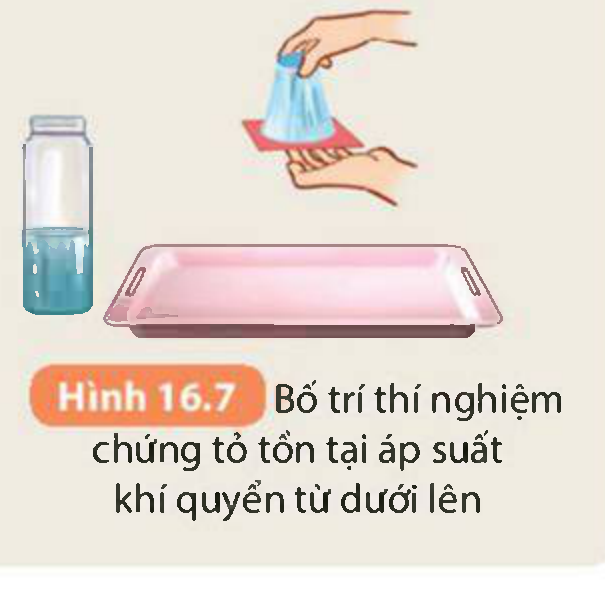 Hình 16.7 Bố trí thí nghiệm
chứng tỏ tồn tại áp suất
khí quyển từ dưới lên